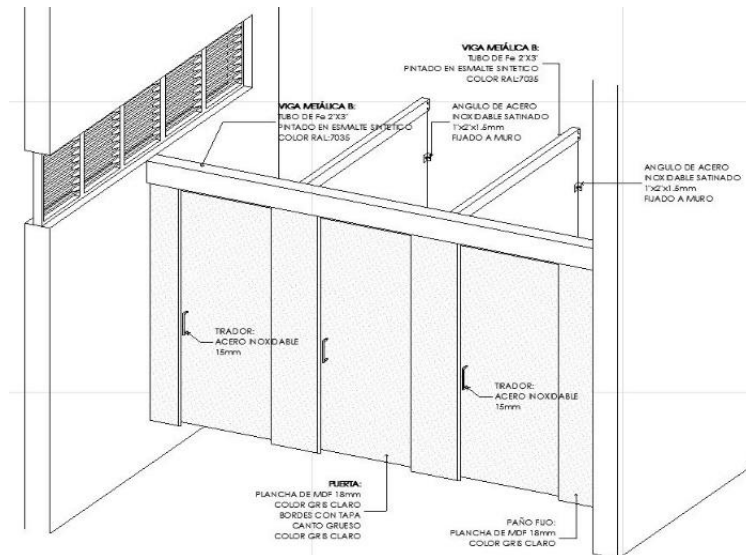 VIGA METÁLICA B:
TUBO DE Fe 2"X3"
PINTADO EN ESMALTE SINTETICO
COLOR RAL:7035
VIGA METÁLICA B:
TUBO DE Fe 2"X3"
PINTADO EN ESMALTE SINTETICO
COLOR RAL:7035
ANGULO DE ACERO
INOXIDABLE SATINADO
1"x2"x1.5mm
FIJADO A MURO
ANGULO DE ACERO
INOXIDABLE SATINADO
1"x2"x1.5mm
FIJADO A MURO
TIRADOR:
ACERO INOXIDABLE
15mm
TIRADOR:
ACERO INOXIDABLE
15mm
PUERTA:
PLANCHA DE MDF 18mm
COLOR GRIS CLARO
BORDES CON TAPA
CANTO GRUESO
COLOR GRIS CLARO
PAÑO FIJO:
PLANCHA DE MDF 18mm
COLOR GRIS CLARO